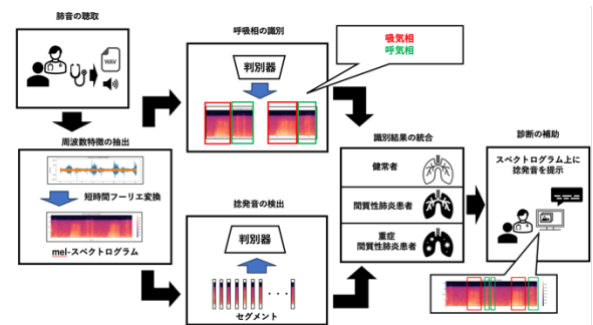 肺音の聴取
WAV
周波数特徴の抽出
短時間フーリエ変換
mel-スペクトログラム
呼吸相の識別
判別器
吸気相
呼気相
捻発音の検出
判別器
セグメント
識別結果の統合
健常者
間質性肺炎患者
重症
間質性肺炎患者
診断の補助
スペクトログラム上に
捻発音を提示